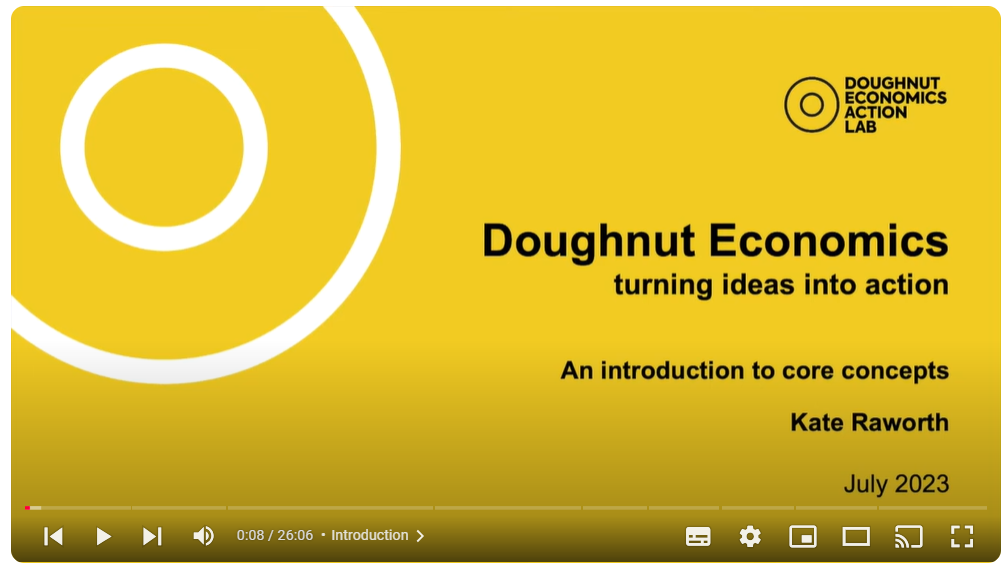 DOUGHNUT
ECONOMICS
ACTION
LAB
Doughnut Economics
turning ideas into action
An introduction to core concepts
Kate Raworth
July 2023
0:08 / 26:06 • Introduction